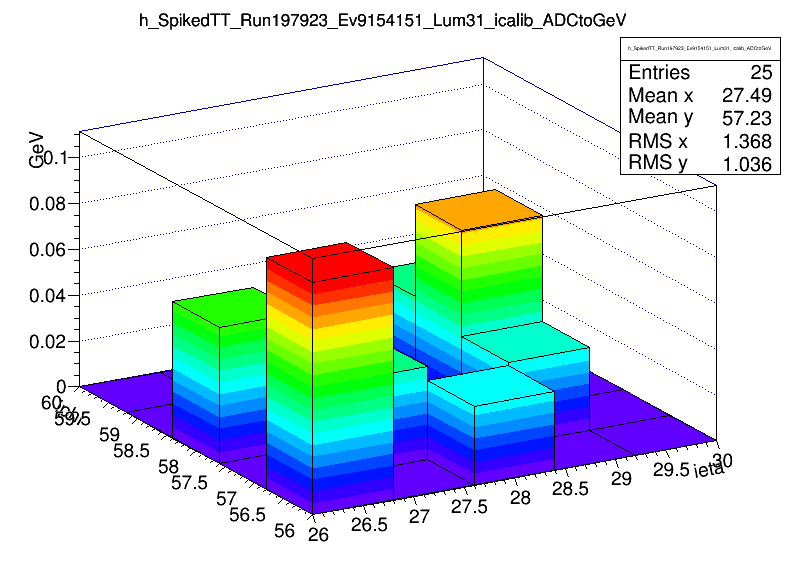 h_SpikedTT_Run197923_Ev9154151_Lum31_icalib_ADCtoGeV
h_SpikedTT_Run197923_Ev9154151_Lum31_icalib_ADCtoGeV
Entries 25
Mean x 27.49
Mean y 57.23
RMS x 1.368
RMS y 1.036
GeV
0.1
0.08
0.06
0.04
0.02
0
60
59.5
59
58.5
58
57.5
57
56.5
56
26
26.5
27
27.5
28
28.5
29
29.5
30
ieta